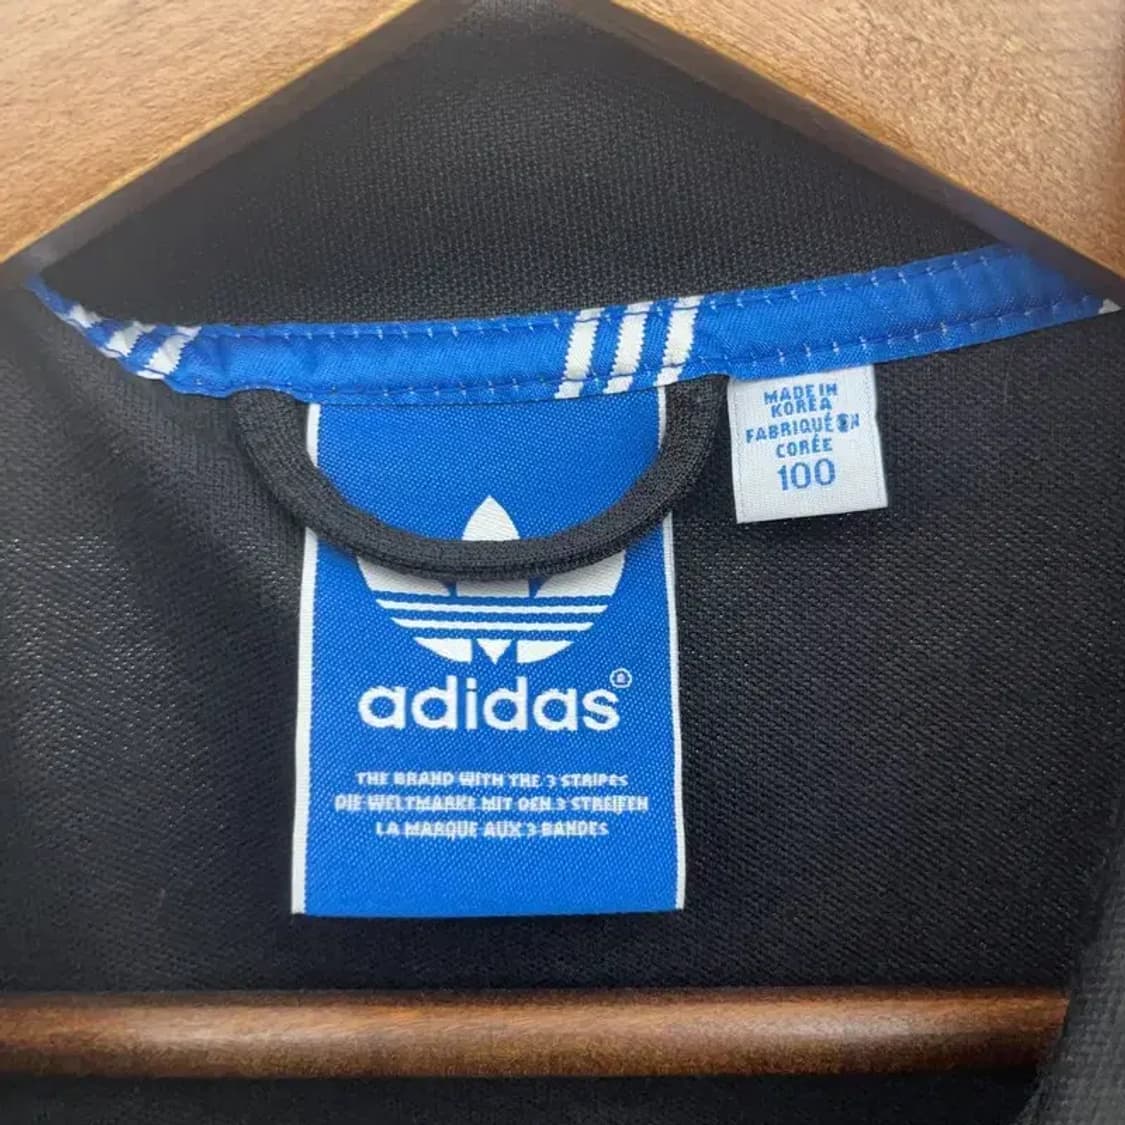 MADE IN
KOREA
FABRIQUÉ EN
CORÉE
100
adidas®
THE BRAND WITH THE 3 STRIPES
DIE WELTMARKE MIT DEN 3 STREIFEN
LA MARQUE AUX 3 BANDES